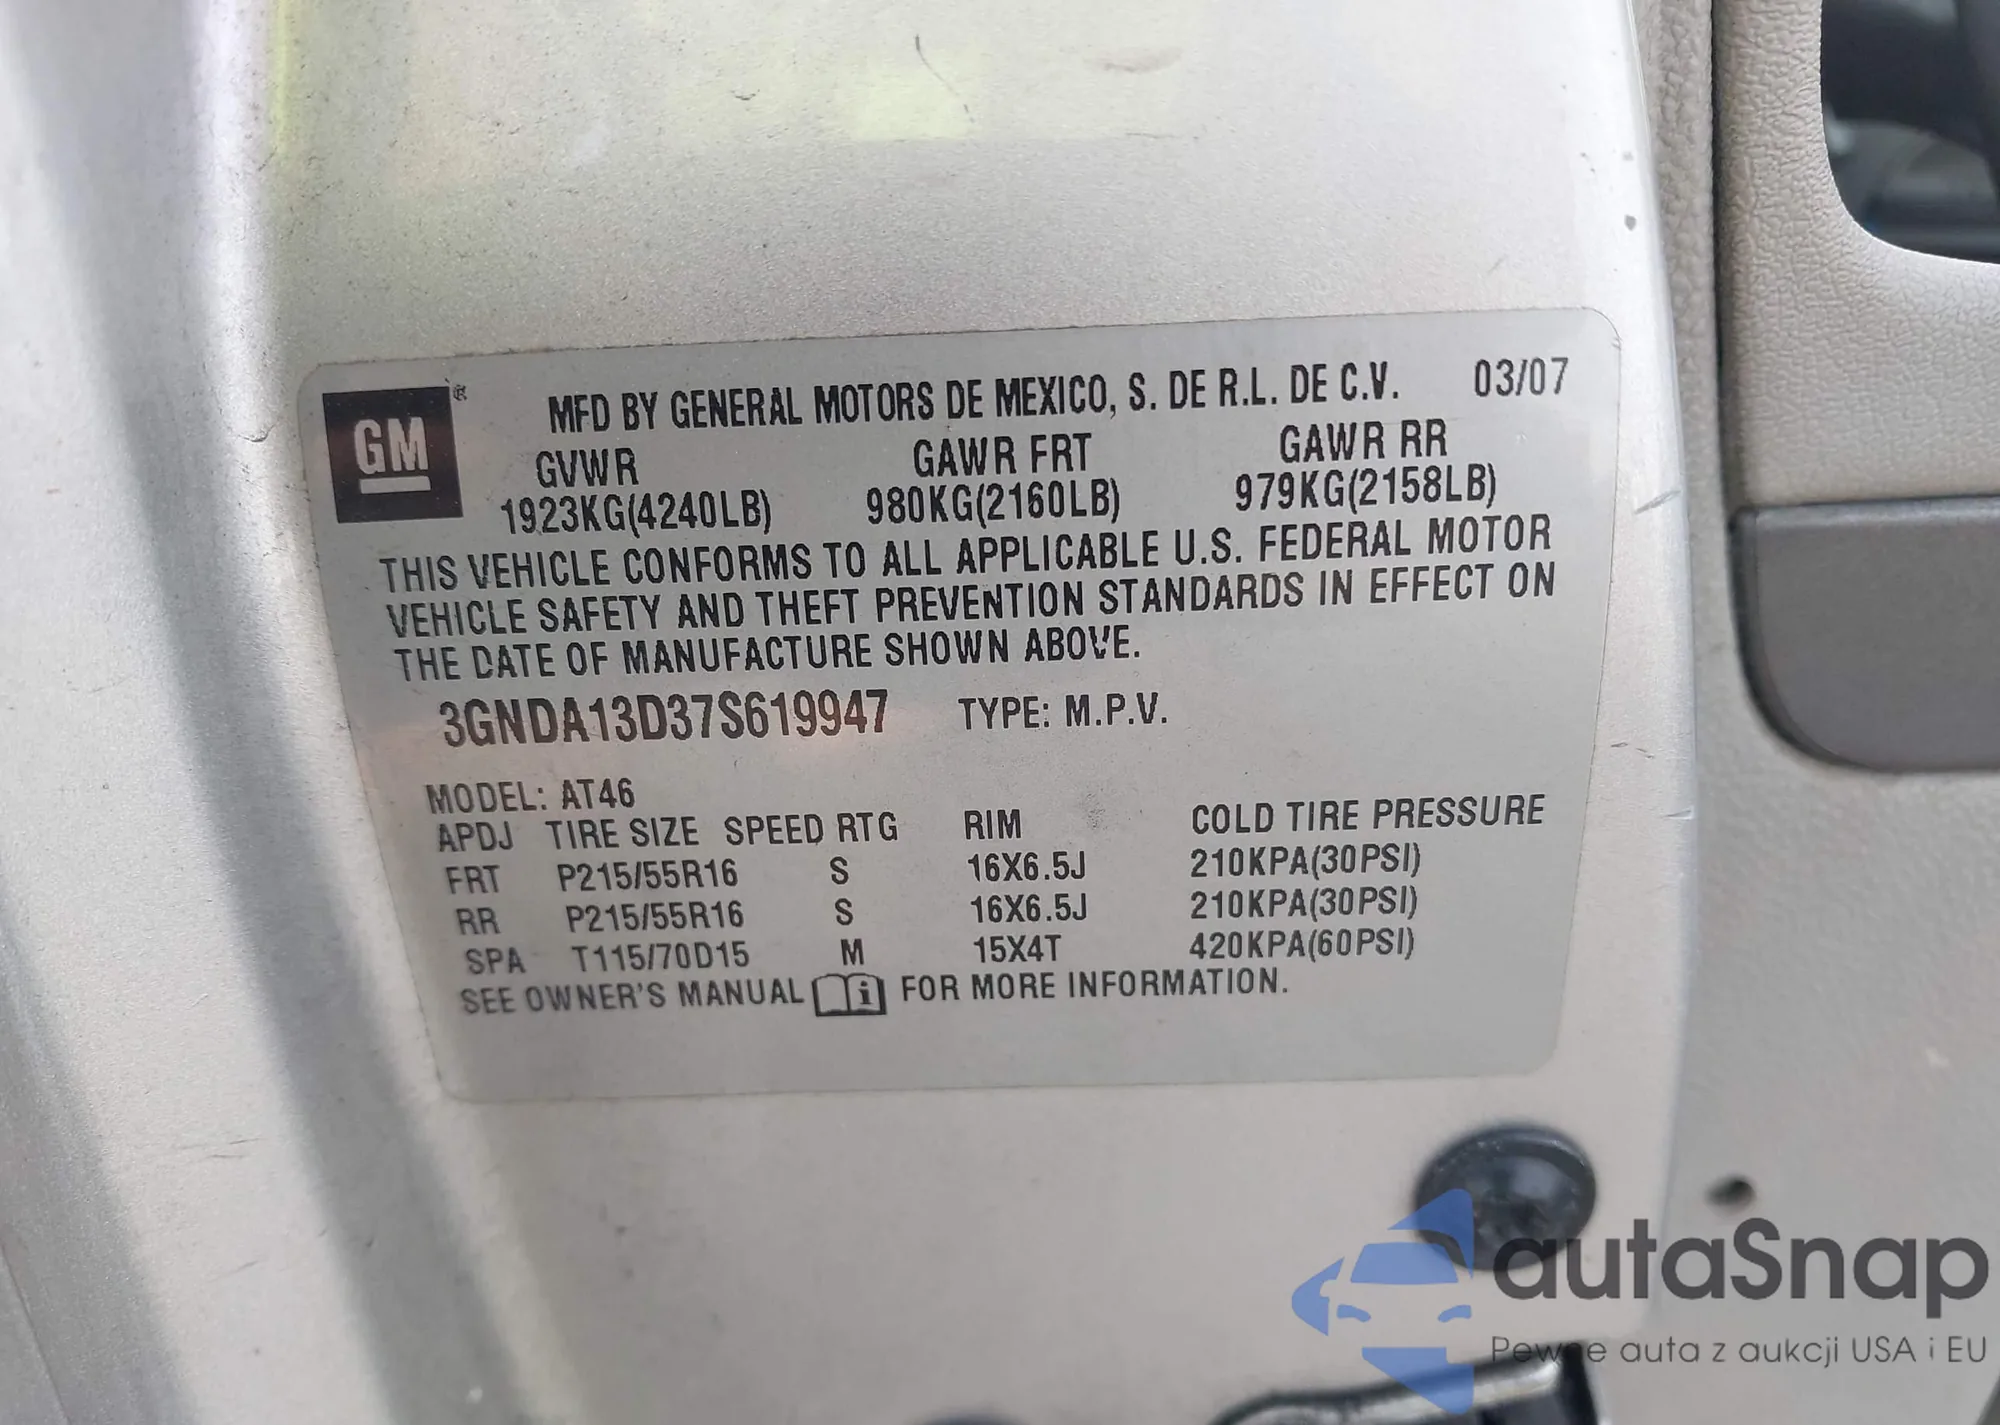 GM ®
MFD BY GENERAL MOTORS DE MEXICO, S. DE R.L. DE C.V. 03/07
GVWR GAWR FRT GAWR RR
1923KG(4240LB) 980KG(2160LB) 979KG(2158LB)
THIS VEHICLE CONFORMS TO ALL APPLICABLE U.S. FEDERAL MOTOR
VEHICLE SAFETY AND THEFT PREVENTION STANDARDS IN EFFECT ON
THE DATE OF MANUFACTURE SHOWN ABOVE.
3GNDA13D37S619947 TYPE: M.P.V.
MODEL: AT46
APDJ TIRE SIZE SPEED RTG RIM COLD TIRE PRESSURE
FRT P215/55R16 S 16X6.5J 210KPA(30PSI)
RR P215/55R16 S 16X6.5J 210KPA(30PSI)
SPA T115/70D15 M 15X4T 420KPA(60PSI)
SEE OWNER'S MANUAL i FOR MORE INFORMATION.
autaSnap
Pewne auta z aukcji USA i EU